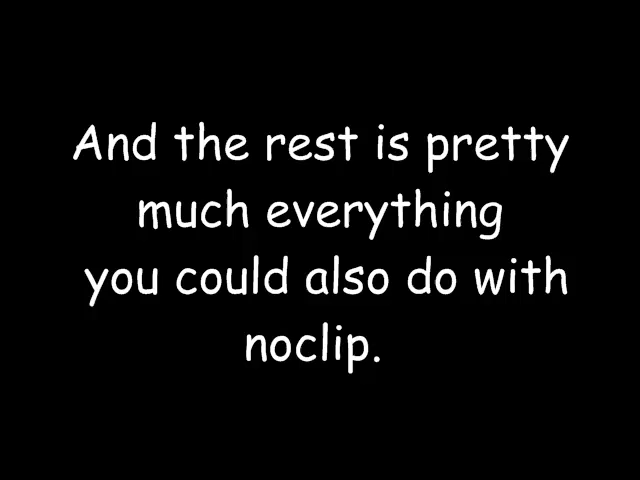 And the rest is pretty
much everything
you could also do with
noclip.